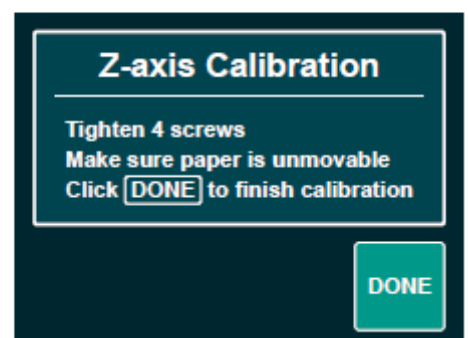 Z-axis Calibration
Tighten 4 screws
Make sure paper is unmovable
Click DONE to finish calibration
DONE